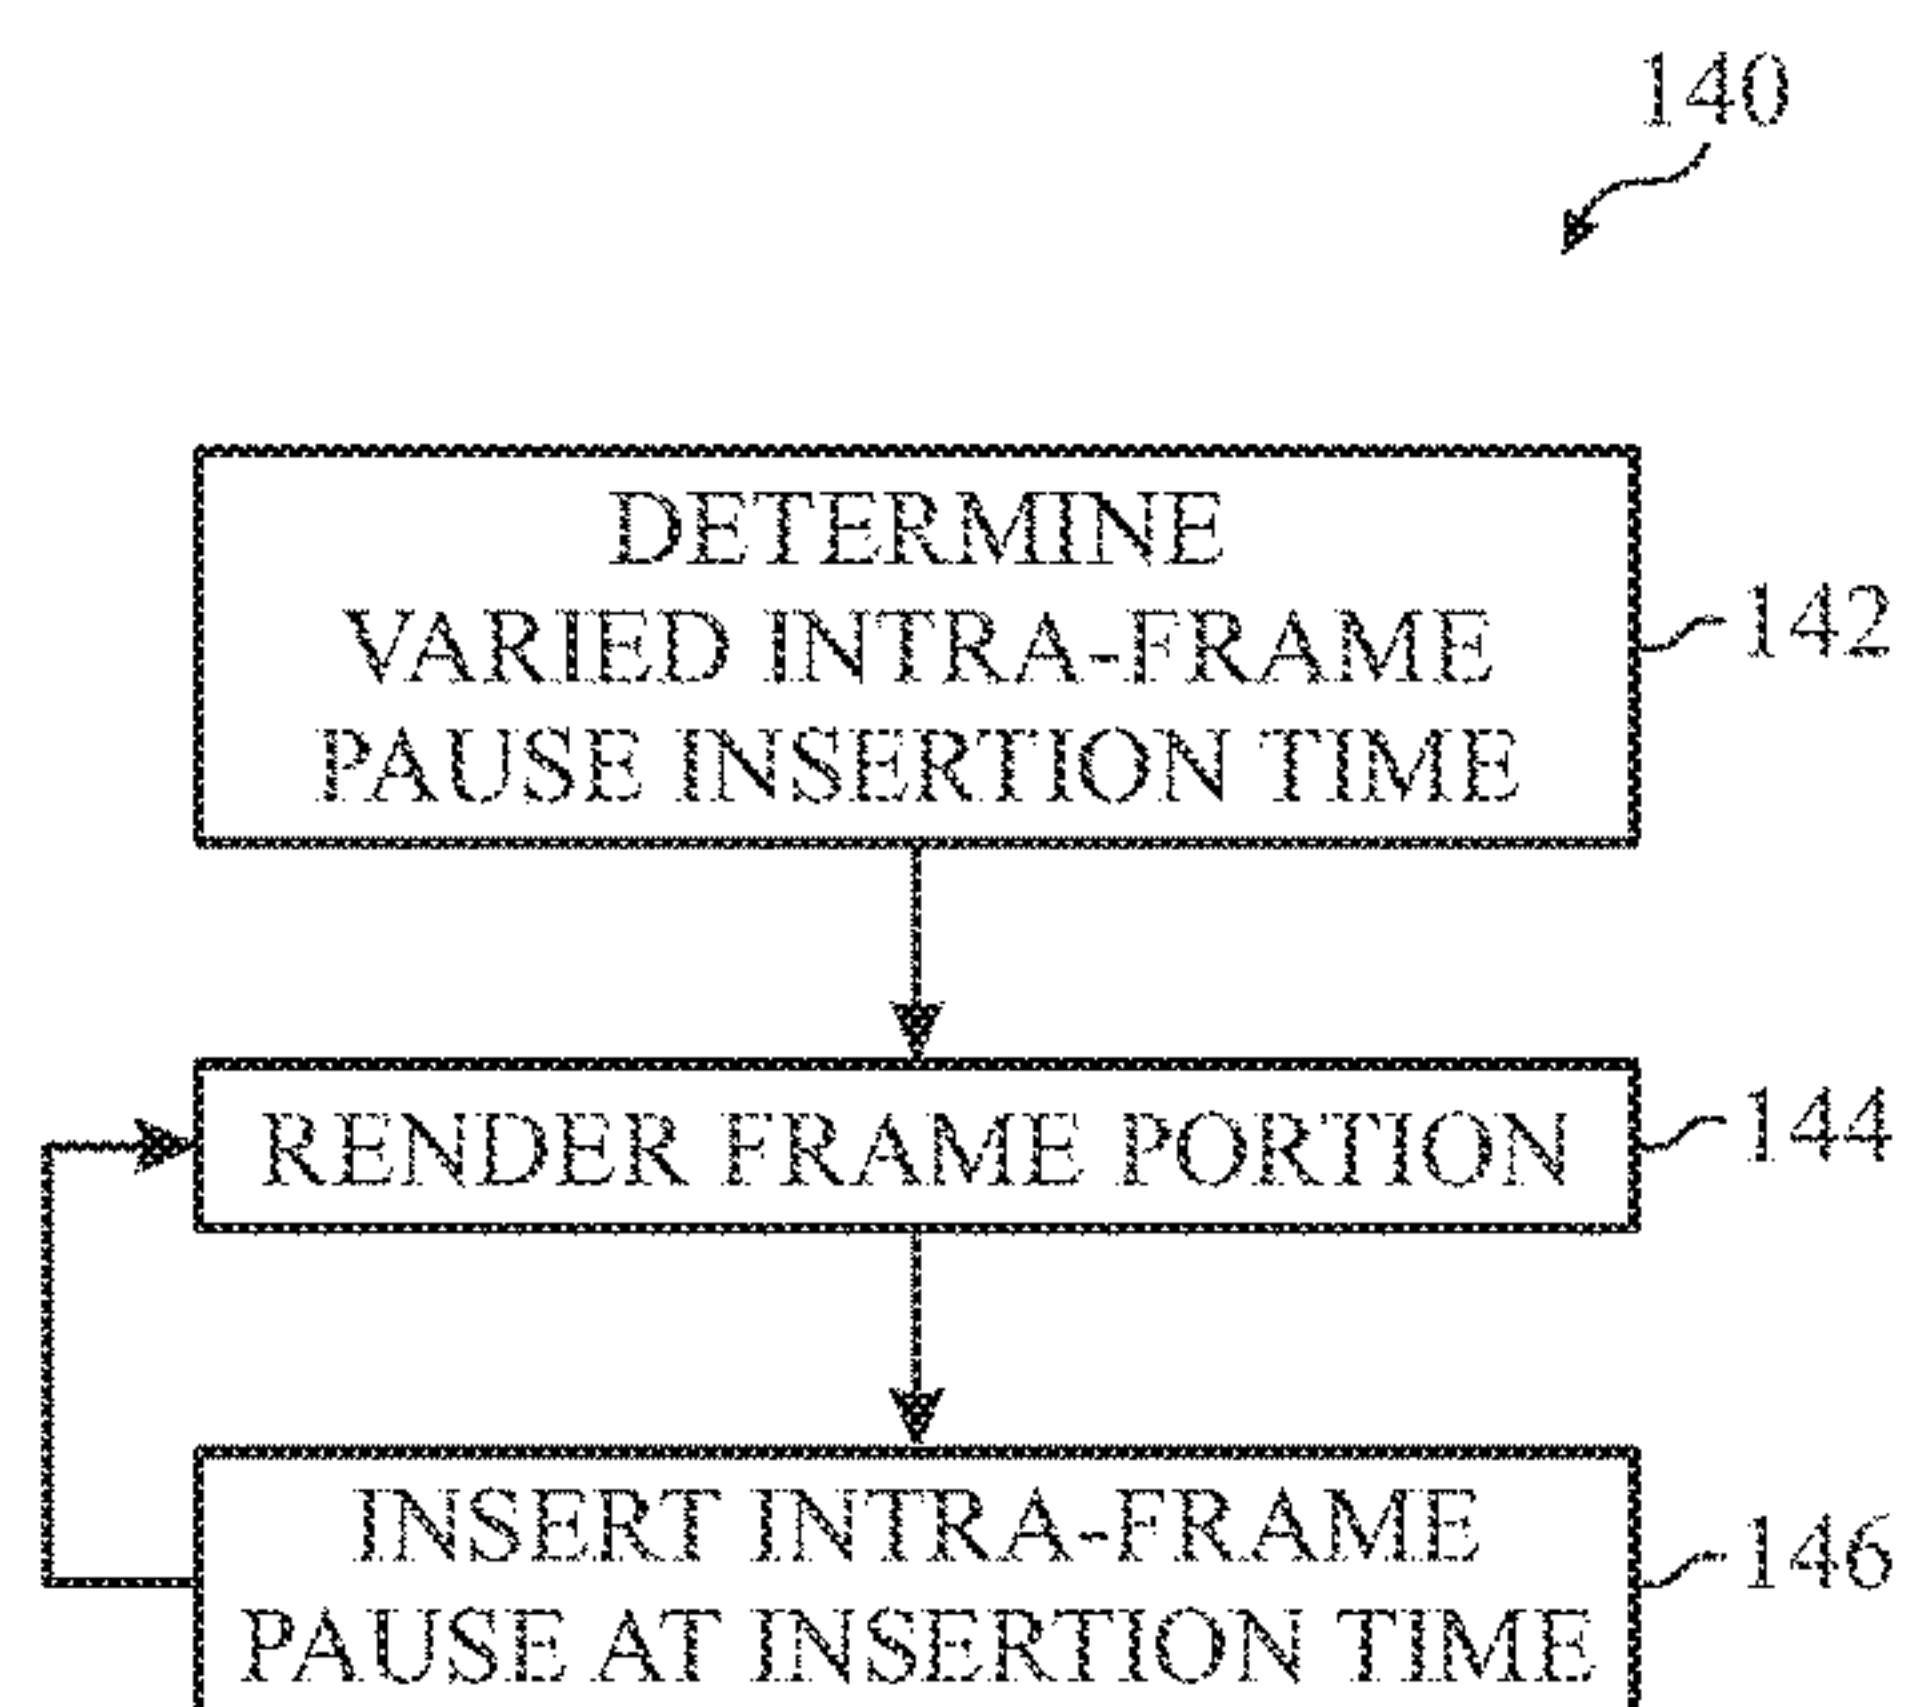 140
DETERMINE
VARIED INTRA-FRAME
PAUSE INSERTION TIME
142
RENDER FRAME PORTION
144
INSERT INTRA-FRAME
PAUSE AT INSERTION TIME
146